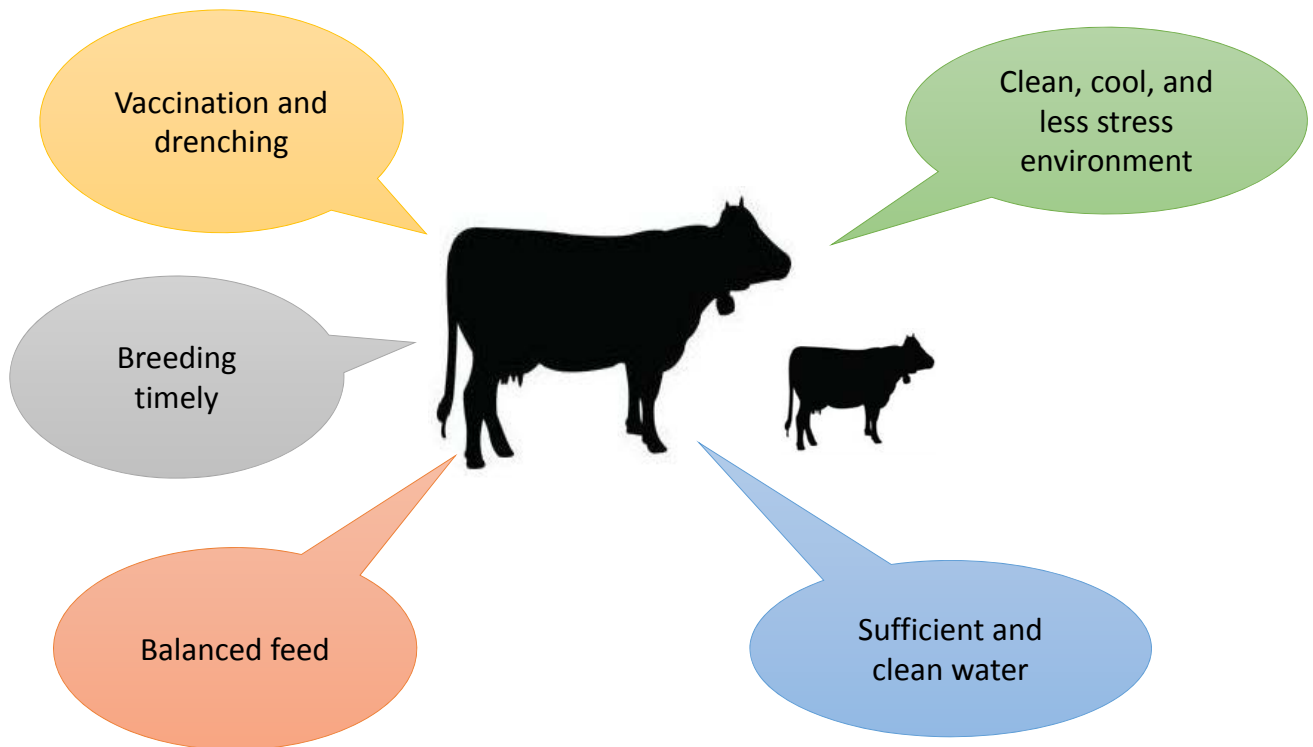 Vaccination and
drenching
Clean, cool, and
less stress
environment
Breeding
timely
Balanced feed
Sufficient and
clean water